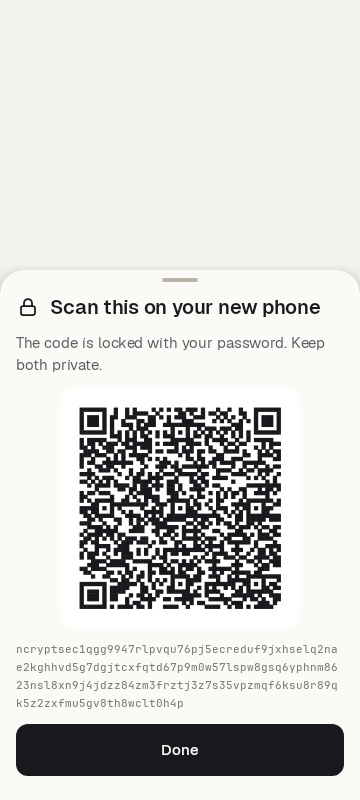 Scan this on your new phone
The code is locked with your password. Keep
both private.
ncryptsec1qgg9947rlpvqu76pj5ecreduf9jxhselq2na
e2kghhvd5g7dgjtcxfqtd67p9m0w57lspw8gsq6yphnm86
23nsl8xn9j4jdzz84zm3frztj3z7s35vpzmqf6ksu8r89q
k5z2zxfmu5gv8th8wclt0h4p
Done